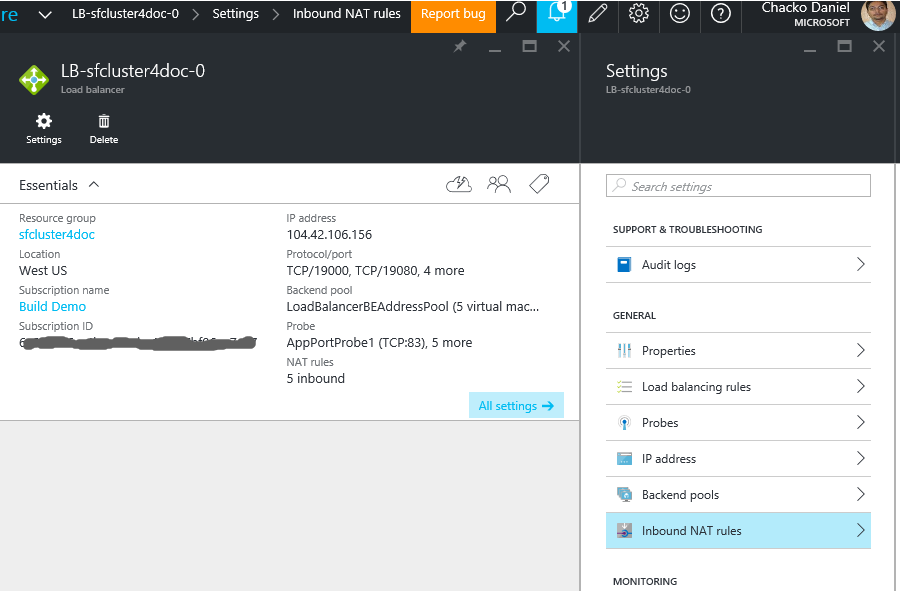 re LB-sfcluster4doc-0 Settings Inbound NAT rules Report bug 1 ? Chacko Daniel
MICROSOFT
LB-sfcluster4doc-0
Load balancer
Settings Delete
Essentials
Resource group
sfcluster4doc
Location
West US
Subscription name
Build Demo
Subscription ID
IP address
104.42.106.156
Protocol/port
TCP/19000, TCP/19080, 4 more
Backend pool
LoadBalancerBEAddressPool (5 virtual mac...
Probe
AppPortProbe1 (TCP:83), 5 more
NAT rules
5 inbound
All settings
Settings
LB-sfcluster4doc-0
Search settings
SUPPORT & TROUBLESHOOTING
Audit logs
GENERAL
Properties
Load balancing rules
Probes
IP address
Backend pools
Inbound NAT rules
MONITORING